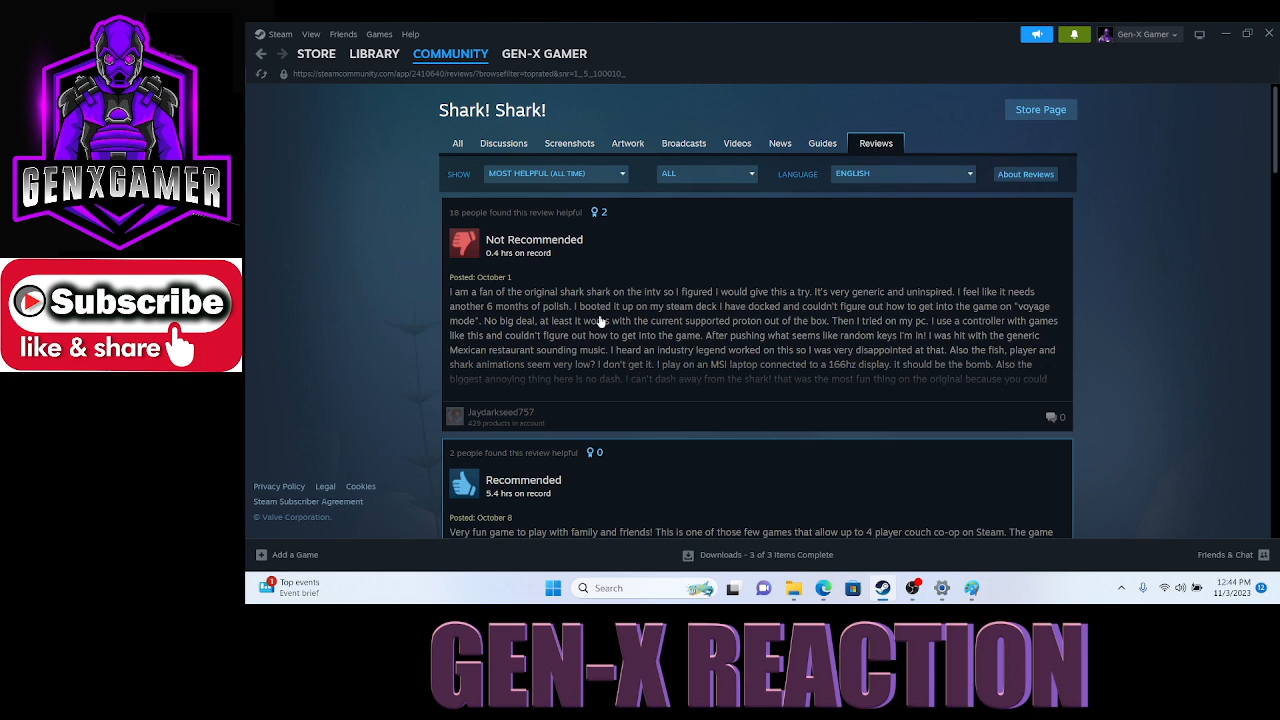 GENXGAMER
Subscribe
like & share
Steam View Friends Games Help
Gen-X Gamer
STORE LIBRARY COMMUNITY GEN-X GAMER
https://steamcommunity.com/app/2410640/reviews/?browsefilter=toprated&snr=1_5_100010_
Shark! Shark!
Store Page
All Discussions Screenshots Artwork Broadcasts Videos News Guides Reviews
SHOW MOST HELPFUL (ALL TIME) ALL LANGUAGE ENGLISH About Reviews
18 people found this review helpful 2
Not Recommended
0.4 hrs on record
Posted: October 1
I am a fan of the original shark shark on the intv so I figured I would give this a try. It's very generic and uninspired. I feel like it needs
another 6 months of polish. I booted it up on my steam deck I have docked and couldn't figure out how to get into the game on "voyage
mode". No big deal, at least it works with the current supported proton out of the box. Then I tried on my pc. I use a controller with games
like this and couldn't figure out how to get into the game. After pushing what seems like random keys I'm in! I was hit with the generic
Mexican restaurant sounding music. I heard an industry legend worked on this so I was very disappointed at that. Also the fish, player and
shark animations seem very low? I don't get it. I play on an MSI laptop connected to a 166hz display. it should be the bomb. Also the
biggest annoying thing here is no dash. I can't dash away from the shark! that was the most fun thing on the original because you could
Jaydarkseed757
429 products in account
0
2 people found this review helpful 0
Recommended
5.4 hrs on record
Posted: October 8
Very fun game to play with family and friends! This is one of those few games that allow up to 4 player couch co-op on Steam. The game
Privacy Policy Legal Cookies
Steam Subscriber Agreement
© Valve Corporation.
Add a Game
Downloads - 3 of 3 Items Complete
Friends & Chat
1
Top events
Event brief
Search
12:44 PM
11/3/2023
12
GEN-X REACTION